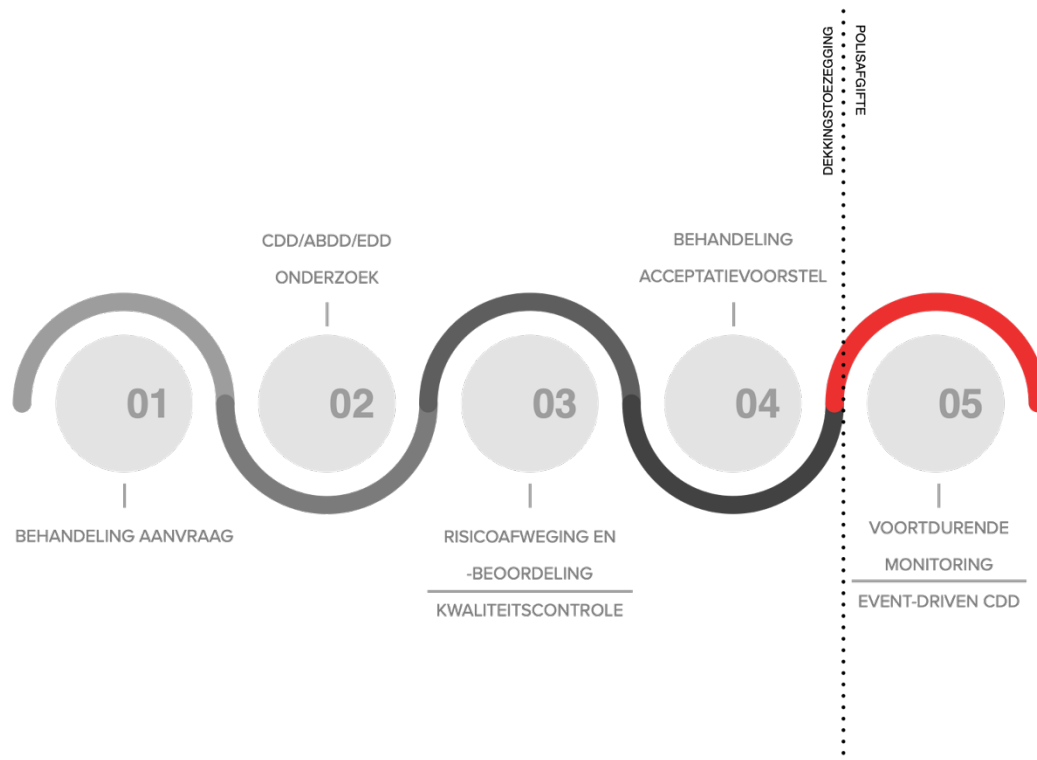 DEKKINGSTOEZEGGING
POLISAFGIFTE
01
BEHANDELING AANVRAAG
CDD/ABDD/EDD
ONDERZOEK
02
03
RISICOAFWEGING EN
-BEOORDELING
KWALITEITSCONTROLE
BEHANDELING
ACCEPTATIEVOORSTEL
04
05
VOORTDURENDE
MONITORING
EVENT-DRIVEN CDD